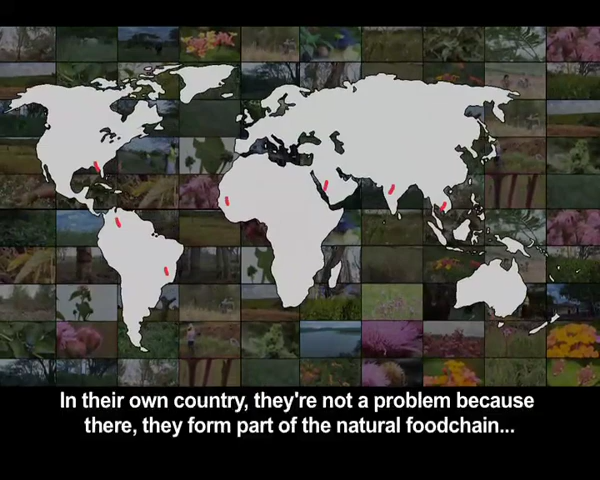 In their own country, they're not a problem because
there, they form part of the natural foodchain...